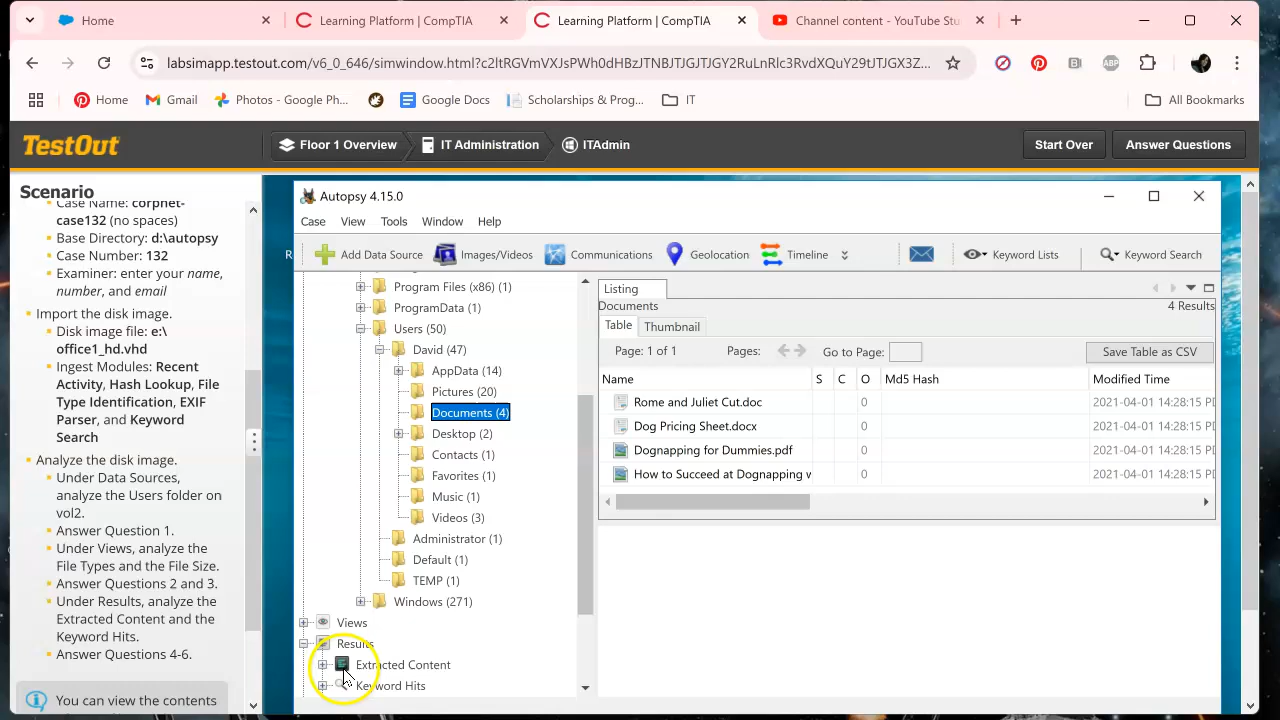 Home
Learning Platform | CompTIA
Learning Platform | CompTIA
Channel content - YouTube Stu
labsimapp.testout.com/v6_0_646/simwindow.html?c2ltRGVmVXJsPWh0dHBzJTNBJTJGJTJGY2RuLnRlc3RvdXQuY29tJTJGX3Z...
ABP
Home
Gmail
Photos - Google Ph...
Google Docs
Scholarships & Prog...
IT
All Bookmarks
TestOut
Floor 1 Overview
IT Administration
ITAdmin
Start Over
Answer Questions
Scenario
Case Name: corpnet-
case132 (no spaces)
Base Directory: d:\autopsy
Case Number: 132
Examiner: enter your name,
number, and email
Import the disk image.
Disk image file: e:\
office1_hd.vhd
Ingest Modules: Recent
Activity, Hash Lookup, File
Type Identification, EXIF
Parser, and Keyword
Search
Analyze the disk image.
Under Data Sources,
analyze the Users folder on
vol2.
Answer Question 1.
Under Views, analyze the
File Types and the File Size.
Answer Questions 2 and 3.
Under Results, analyze the
Extracted Content and the
Keyword Hits.
Answer Questions 4-6.
You can view the contents
R
Autopsy 4.15.0
Case View Tools Window Help
Add Data Source
Images/Videos
Communications
Geolocation
Timeline
Keyword Lists
Keyword Search
Program Files (x86) (1)
ProgramData (1)
Users (50)
David (47)
AppData (14)
Pictures (20)
Documents (4)
Desktop (2)
Contacts (1)
Favorites (1)
Music (1)
Videos (3)
Administrator (1)
Default (1)
TEMP (1)
Windows (271)
Views
Results
Extracted Content
Keyword Hits
Listing
Documents
4 Results
Table
Thumbnail
Page: 1 of 1
Pages:
Go to Page:
Save Table as CSV
Name S C O Md5 Hash Modified Time
Rome and Juliet Cut.doc 0 2021-04-01 14:28:15 PD
Dog Pricing Sheet.docx 0 2021-04-01 14:28:15 PD
Dognapping for Dummies.pdf 0 2021-04-01 14:28:15 PD
How to Succeed at Dognapping w 0 2021-04-01 14:28:15 PD